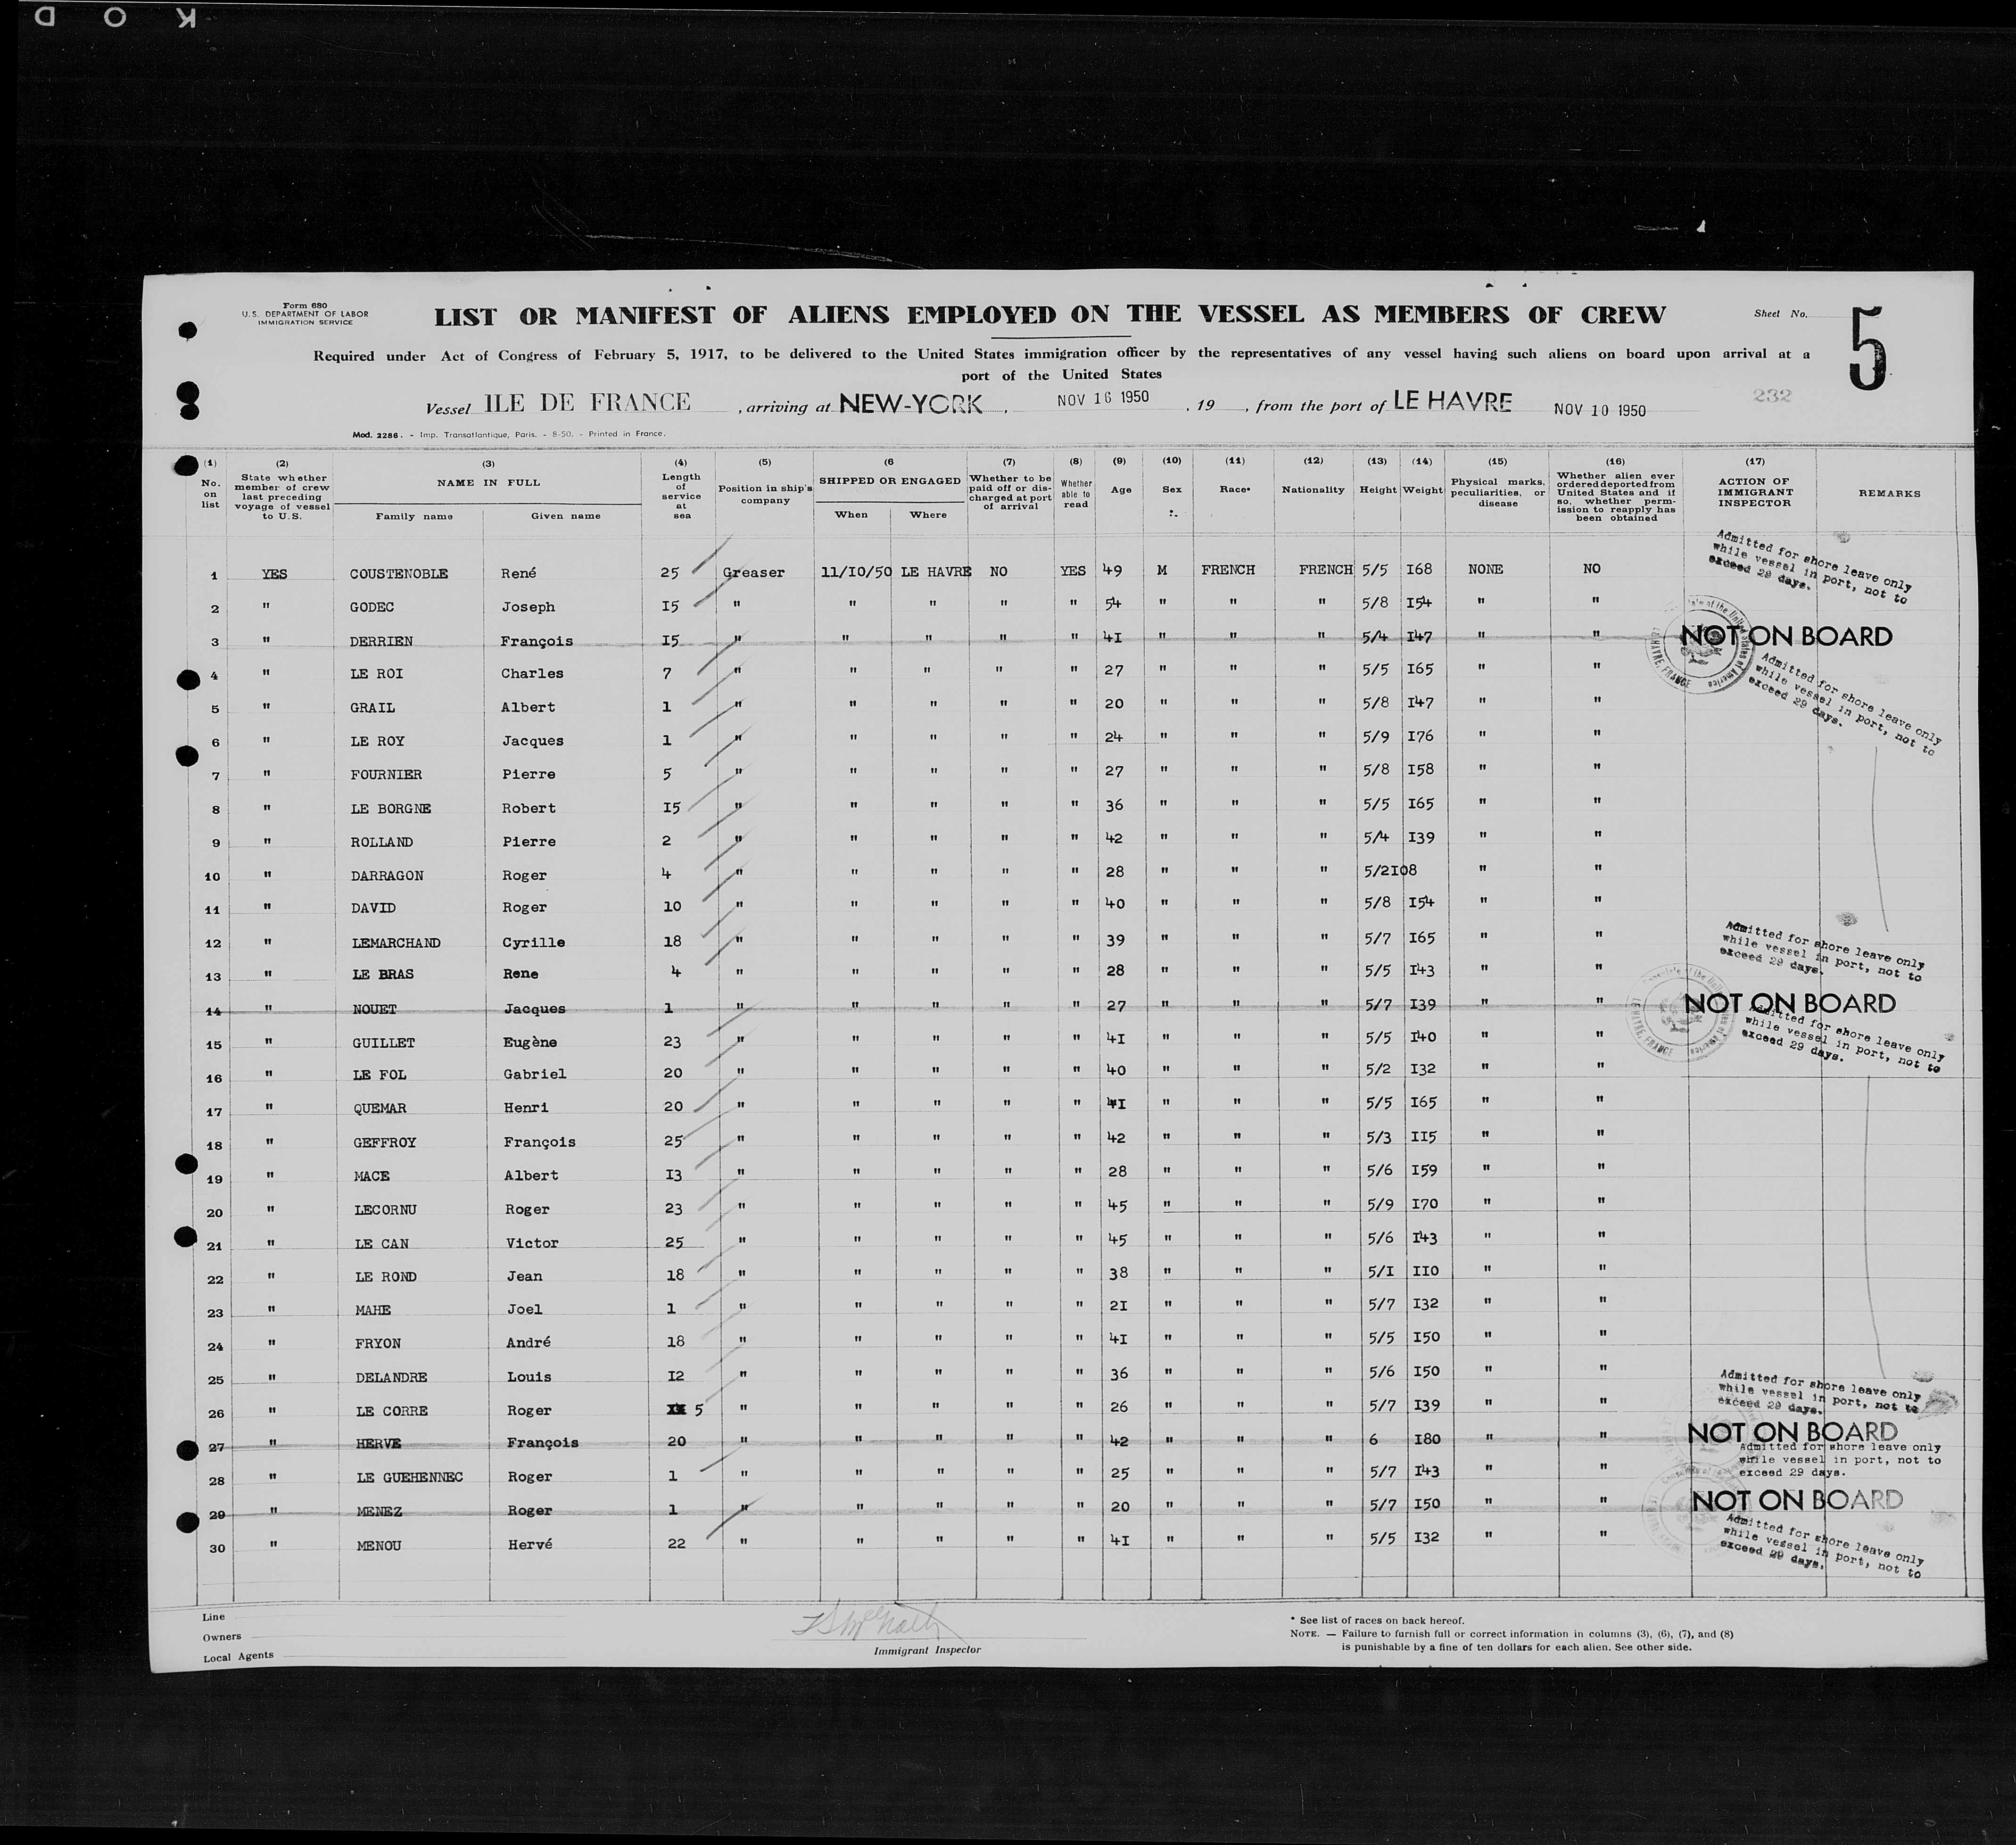 K O D
Form 680
U.S. DEPARTMENT OF LABOR
IMMIGRATION SERVICE
LIST OR MANIFEST OF ALIENS EMPLOYED ON THE VESSEL AS MEMBERS OF CREW
Sheet No. 5
Required under Act of Congress of February 5, 1917, to be delivered to the United States immigration officer by the representatives of any vessel having such aliens on board upon arrival at a
port of the United States
Vessel ILE DE FRANCE, arriving at NEW-YORK, NOV 16 1950, 19 , from the port of LE HAVRE NOV 10 1950
232
Mod. 2286. - Imp. Transatlantique, Paris. - 8-50. - Printed in France.
(1) No. on list
(2) State whether member of crew last preceding voyage of vessel to U.S.
(3) NAME IN FULL Family name Given name
(4) Length of service at sea
(5) Position in ship's company
(6 SHIPPED OR ENGAGED When Where
(7) Whether to be paid off or discharged at port of arrival
(8) Whether able to read
(9) Age
(10) Sex
(11) Race*
(12) Nationality
(13) Height
(14) Weight
(15) Physical marks, peculiarities, or disease
(16) Whether alien ever ordered deported from United States and if so, whether permission to reapply has been obtained
(17) ACTION OF IMMIGRANT INSPECTOR
REMARKS
1 YES COUSTENOBLE René 25 Greaser 11/I0/50 LE HAVRE NO YES 49 M FRENCH FRENCH 5/5 I68 NONE NO
Admitted for shore leave only
while vessel in port, not to
exceed 29 days.
2 " GODEC Joseph I5 " " " " " 54 " " " 5/8 I54 " "
3 " DERRIEN François I5 " " " " " 4I " " " 5/4 I47 " " NOT ON BOARD
LE HAVRE, FRANCE
4 " LE ROI Charles 7 " " " " " 27 " " " 5/5 I65 " "
Admitted for shore leave only
while vessel in port, not to
exceed 29 days.
5 " GRAIL Albert 1 " " " " " 20 " " " 5/8 I47 " "
6 " LE ROY Jacques 1 " " " " " 24 " " " 5/9 I76 " "
7 " FOURNIER Pierre 5 " " " " " 27 " " " 5/8 I58 " "
8 " LE BORGNE Robert I5 " " " " " 36 " " " 5/5 I65 " "
9 " ROLLAND Pierre 2 " " " " " 42 " " " 5/4 I39 " "
10 " DARRAGON Roger 4 " " " " " 28 " " " 5/2I08 " "
11 " DAVID Roger 10 " " " " " 40 " " " 5/8 I54 " "
12 " LEMARCHAND Cyrille 18 " " " " " 39 " " " 5/7 I65 " "
Admitted for shore leave only
while vessel in port, not to
exceed 29 days.
13 " LE BRAS Rene 4 " " " " " 28 " " " 5/5 I43 " "
14 " NOUET Jacques 1 " " " " " 27 " " " 5/7 I39 " " NOT ON BOARD
LE HAVRE, FRANCE
Admitted for shore leave only
while vessel in port, not to
exceed 29 days.
15 " GUILLET Eugène 23 " " " " " 4I " " " 5/5 I40 " "
16 " LE FOL Gabriel 20 " " " " " 40 " " " 5/2 I32 " "
17 " QUEMAR Henri 20 " " " " " 4I " " " 5/5 I65 " "
18 " GEFFROY François 25 " " " " " 42 " " " 5/3 II5 " "
19 " MACE Albert I3 " " " " " 28 " " " 5/6 I59 " "
20 " LECORNU Roger 23 " " " " " 45 " " " 5/9 I70 " "
21 " LE CAN Victor 25 " " " " " 45 " " " 5/6 I43 " "
22 " LE ROND Jean 18 " " " " " 38 " " " 5/I II0 " "
23 " MAHE Joel 1 " " " " " 2I " " " 5/7 I32 " "
24 " FRYON André 18 " " " " " 4I " " " 5/5 I50 " "
25 " DELANDRE Louis I2 " " " " " 36 " " " 5/6 I50 " "
Admitted for shore leave only
while vessel in port, not to
exceed 29 days.
26 " LE CORRE Roger 5 " " " " " 26 " " " 5/7 I39 " "
27 " HERVE François 20 " " " " " 42 " " " 6 I80 " " NOT ON BOARD
Admitted for shore leave only
while vessel in port, not to
exceed 29 days.
28 " LE GUEHENNEC Roger 1 " " " " " 25 " " " 5/7 I43 " "
29 " MENEZ Roger 1 " " " " " 20 " " " 5/7 I50 " " NOT ON BOARD
30 " MENOU Hervé 22 " " " " " 4I " " " 5/5 I32 " "
Admitted for shore leave only
while vessel in port, not to
exceed 29 days.
Line
Owners
Local Agents
Immigrant Inspector
* See list of races on back hereof.
NOTE. — Failure to furnish full or correct information in columns (3), (6), (7), and (8)
is punishable by a fine of ten dollars for each alien. See other side.